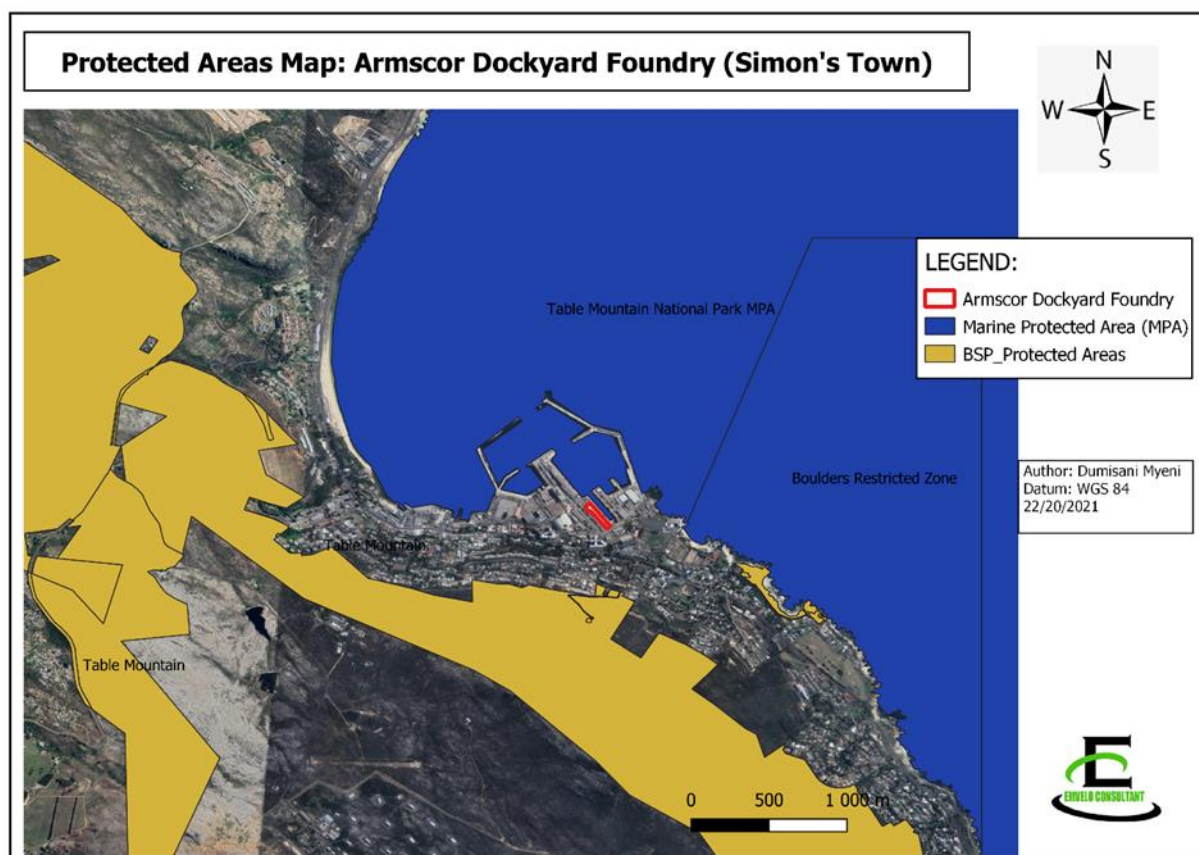 Protected Areas Map: Armscor Dockyard Foundry (Simon's Town)
N
W E
S
LEGEND:
Armscor Dockyard Foundry
Marine Protected Area (MPA)
BSP_Protected Areas
Table Mountain National Park MPA
Boulders Restricted Zone
Author: Dumisani Myeni
Datum: WGS 84
22/20/2021
Table Mountain
Table Mountain
0 500 1 000 m
E
EMVELO CONSULTANT